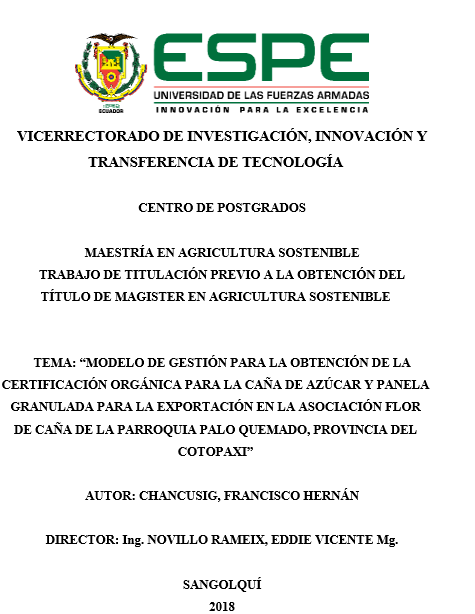 ESPE
UNIVERSIDAD DE LAS FUERZAS ARMADAS
INNOVACIÓN PARA LA EXCELENCIA
ESPE
ECUADOR
VICERRECTORADO DE INVESTIGACIÓN, INNOVACIÓN Y
TRANSFERENCIA DE TECNOLOGÍA
CENTRO DE POSTGRADOS
MAESTRÍA EN AGRICULTURA SOSTENIBLE
TRABAJO DE TITULACIÓN PREVIO A LA OBTENCIÓN DEL
TÍTULO DE MAGISTER EN AGRICULTURA SOSTENIBLE
TEMA: “MODELO DE GESTIÓN PARA LA OBTENCIÓN DE LA
CERTIFICACIÓN ORGÁNICA PARA LA CAÑA DE AZÚCAR Y PANELA
GRANULADA PARA LA EXPORTACIÓN EN LA ASOCIACIÓN FLOR
DE CAÑA DE LA PARROQUIA PALO QUEMADO, PROVINCIA DEL
COTOPAXI”
AUTOR: CHANCUSIG, FRANCISCO HERNÁN
DIRECTOR: Ing. NOVILLO RAMEIX, EDDIE VICENTE Mg.
SANGOLQUÍ
2018